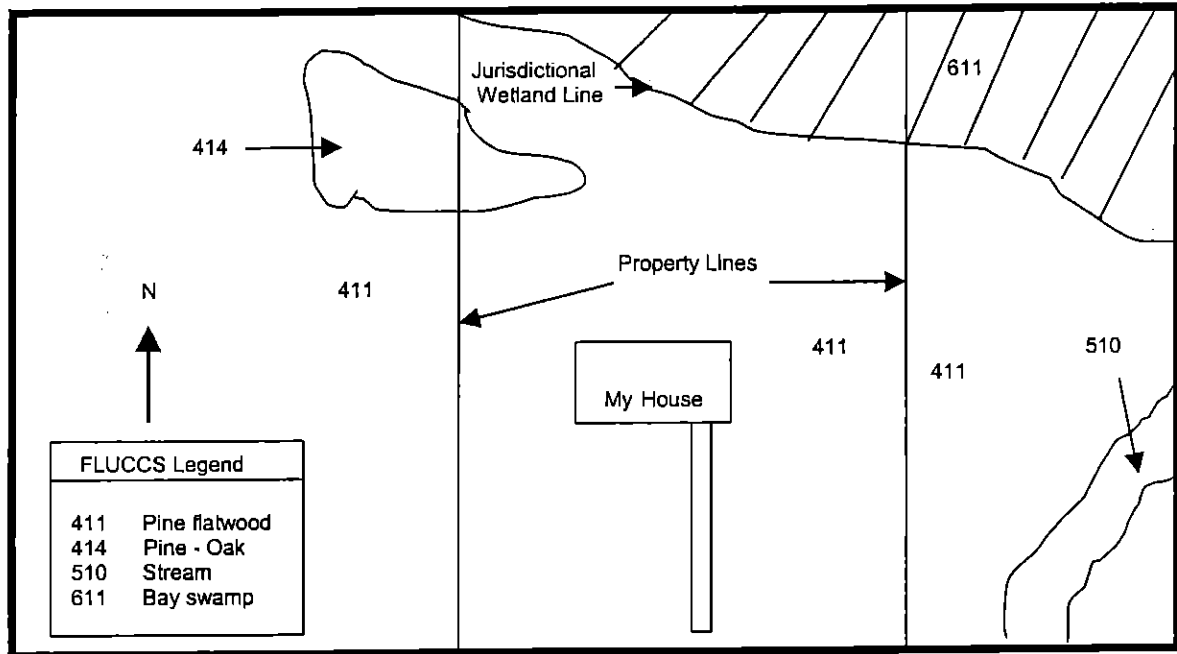 611
Jurisdictional
Wetland Line
414
Property Lines
N
411
411
510
411
My House
FLUCCS Legend
411 Pine flatwood
414 Pine - Oak
510 Stream
611 Bay swamp